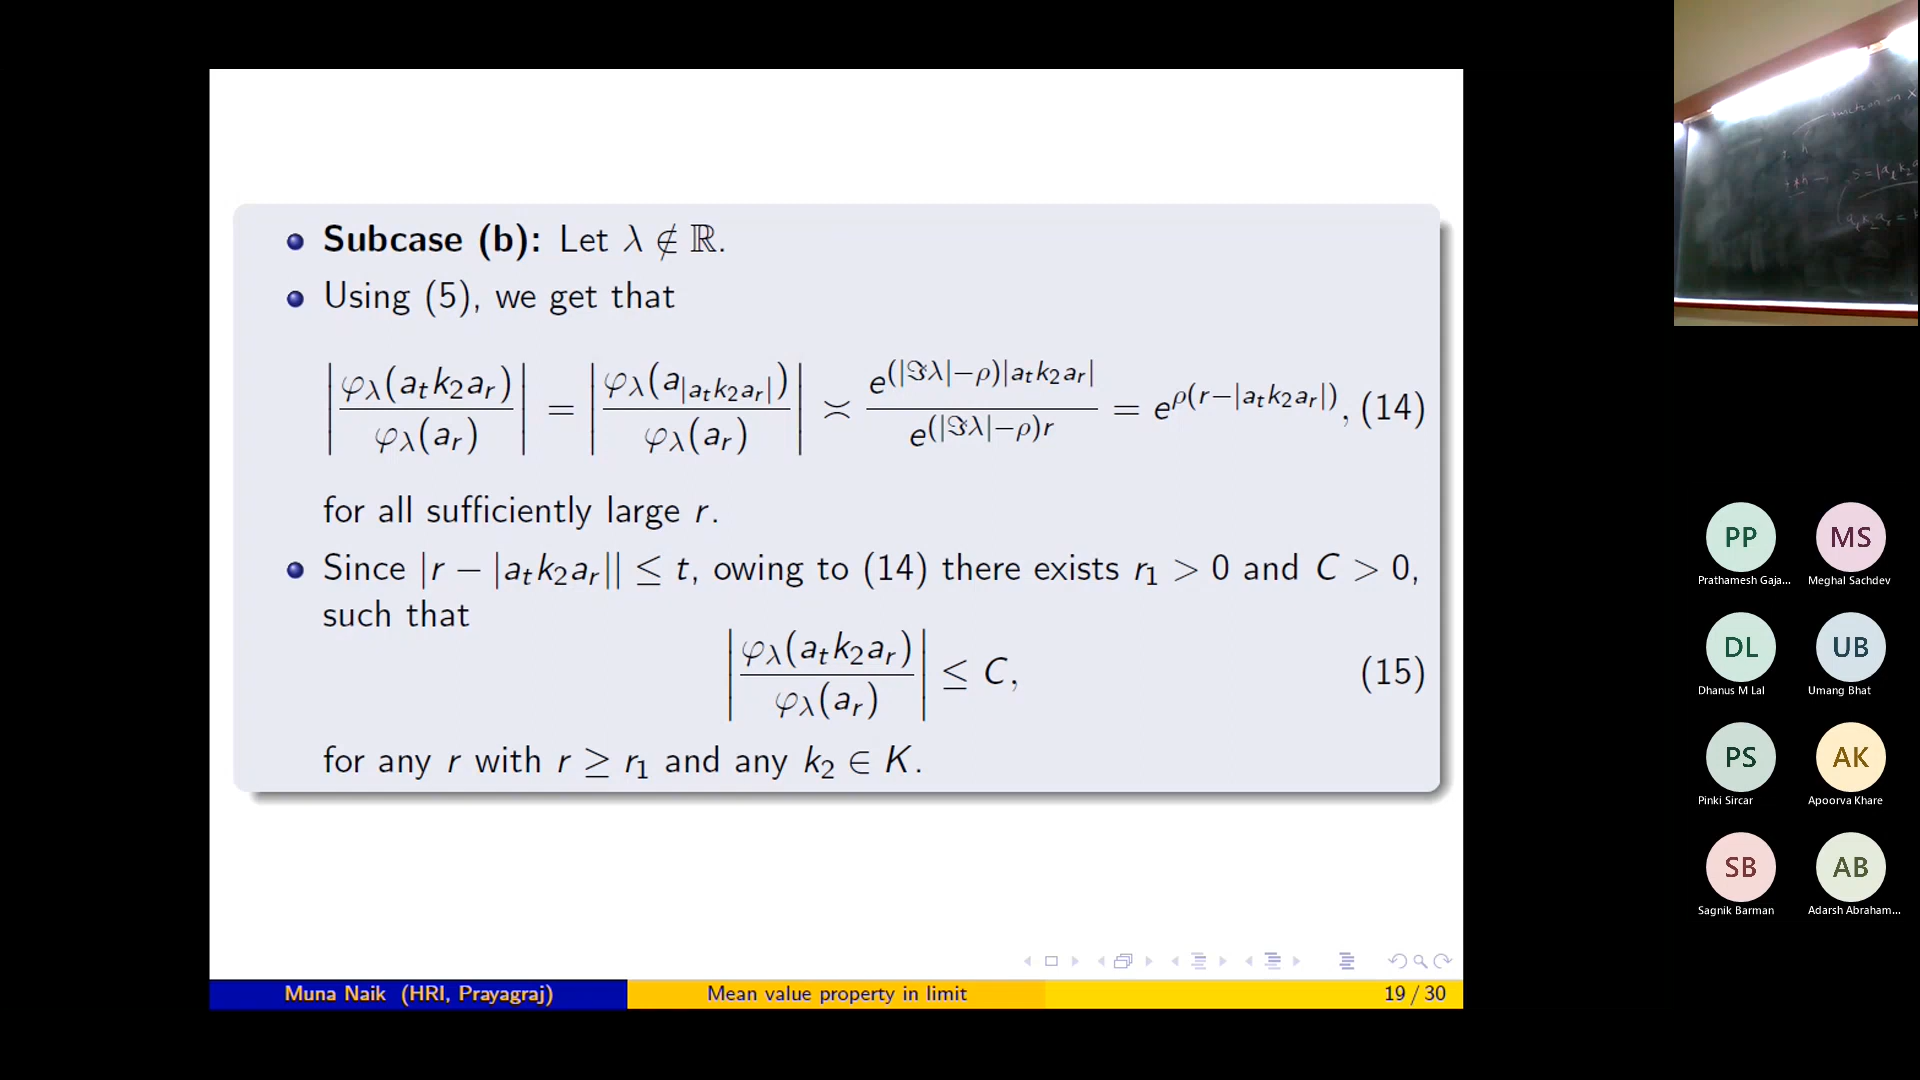 Subcase (b): Let λ ∉ ℝ.
Using (5), we get that
|φ_λ(a_t k_2 a_r) / φ_λ(a_r)| = |φ_λ(a_{|a_t k_2 a_r|}) / φ_λ(a_r)| ≍ e^{(|ℑλ|−ρ)|a_t k_2 a_r|} / e^{(|ℑλ|−ρ)r} = e^{ρ(r−|a_t k_2 a_r|)}, (14)
for all sufficiently large r.
Since |r − |a_t k_2 a_r|| ≤ t, owing to (14) there exists r_1 > 0 and C > 0,
such that
|φ_λ(a_t k_2 a_r) / φ_λ(a_r)| ≤ C, (15)
for any r with r ≥ r_1 and any k_2 ∈ K.
Muna Naik (HRI, Prayagraj) Mean value property in limit 19 / 30
function on X
PP MS
Prathamesh Gaja... Meghal Sachdev
DL UB
Dhanus M Lal Umang Bhat
PS AK
Pinki Sircar Apoorva Khare
SB AB
Sagnik Barman Adarsh Abraham...